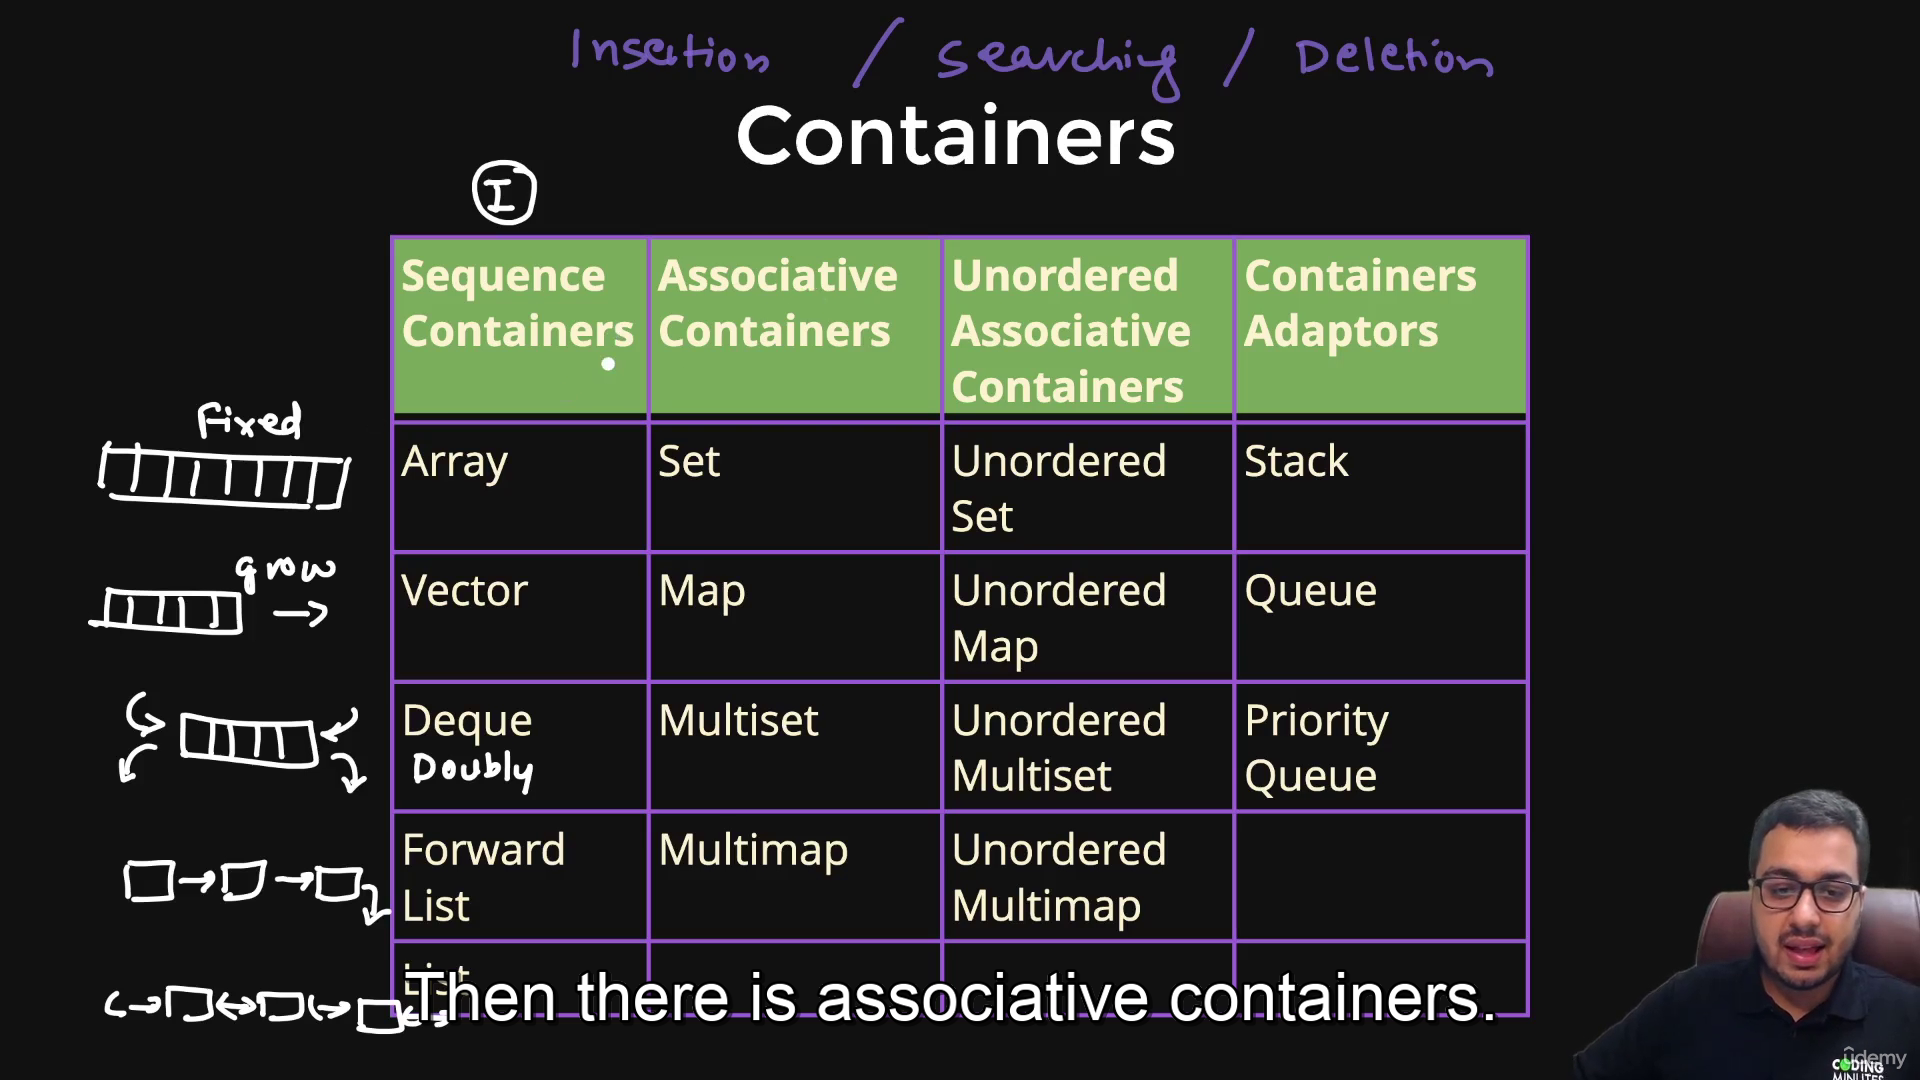 Insertion / Searching / Deletion
Containers
I
Sequence Containers
Associative Containers
Unordered Associative Containers
Containers Adaptors
Fixed
Array
Set
Unordered Set
Stack
grow
Vector
Map
Unordered Map
Queue
Deque
Doubly
Multiset
Unordered Multiset
Priority Queue
Forward List
Multimap
Unordered Multimap
List
Then there is associative containers.
ûdemy
CODING
MINUTES